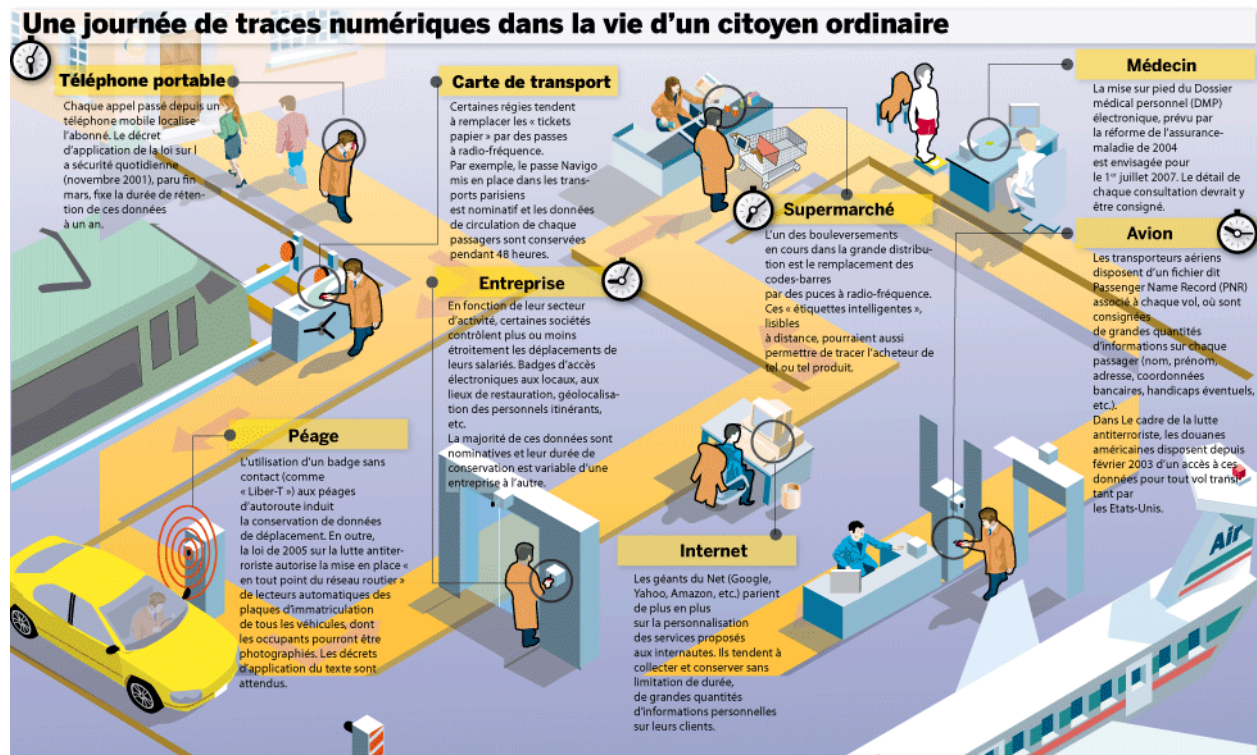 Une journée de traces numériques dans la vie d'un citoyen ordinaire
Téléphone portable
Chaque appel passé depuis un
téléphone mobile localise
l'abonné. Le décret
d'application de la loi sur l
a sécurité quotidienne
(novembre 2001), paru fin
mars, fixe la durée de réten-
tion de ces données
à un an.
Carte de transport
Certaines régies tendent
à remplacer les « tickets
papier » par des passes
à radio-fréquence.
Par exemple, le passe Navigo
mis en place dans les trans-
ports parisiens
est nominatif et les données
de circulation de chaque
passagers sont conservées
pendant 48 heures.
Médecin
La mise sur pied du Dossier
médical personnel (DMP)
électronique, prévu par
la réforme de l'assurance-
maladie de 2004
est envisagée pour
le 1er juillet 2007. Le détail de
chaque consultation devrait y
être consigné.
Supermarché
L'un des bouleversements
en cours dans la grande distribu-
tion est le remplacement des
codes-barres
par des puces à radio-fréquence.
Ces « étiquettes intelligentes »,
lisibles
à distance, pourraient aussi
permettre de tracer l'acheteur de
tel ou tel produit.
Avion
Les transporteurs aériens
disposent d'un fichier dit
Passenger Name Record (PNR)
associé à chaque vol, où sont
consignées
de grandes quantités
d'informations sur chaque
passager (nom, prénom,
adresse, coordonnées
bancaires, handicaps éventuels,
etc.).
Dans Le cadre de la lutte
antiterroriste, les douanes
américaines disposent depuis
février 2003 d'un accès à ces
données pour tout vol transi-
tant par
les Etats-Unis.
Entreprise
En fonction de leur secteur
d'activité, certaines sociétés
contrôlent plus ou moins
étroitement les déplacements de
leurs salariés. Badges d'accès
électroniques aux locaux, aux
lieux de restauration, géolocalisa-
tion des personnels itinérants,
etc.
La majorité de ces données sont
nominatives et leur durée de
conservation est variable d'une
entreprise à l'autre.
Péage
L'utilisation d'un badge sans
contact (comme
« Liber-T ») aux péages
d'autoroute induit
la conservation de données
de déplacement. En outre,
la loi de 2005 sur la lutte antiter-
roriste autorise la mise en place «
en tout point du réseau routier »
de lecteurs automatiques des
plaques d'immatriculation
de tous les véhicules, dont
les occupants pourront être
photographiés. Les décrets
d'application du texte sont
attendus.
Internet
Les géants du Net (Google,
Yahoo, Amazon, etc.) parient
de plus en plus
sur la personnalisation
des services proposés
aux internautes. Ils tendent à
collecter et conserver sans
limitation de durée,
de grandes quantités
d'informations personnelles
sur leurs clients.
Air